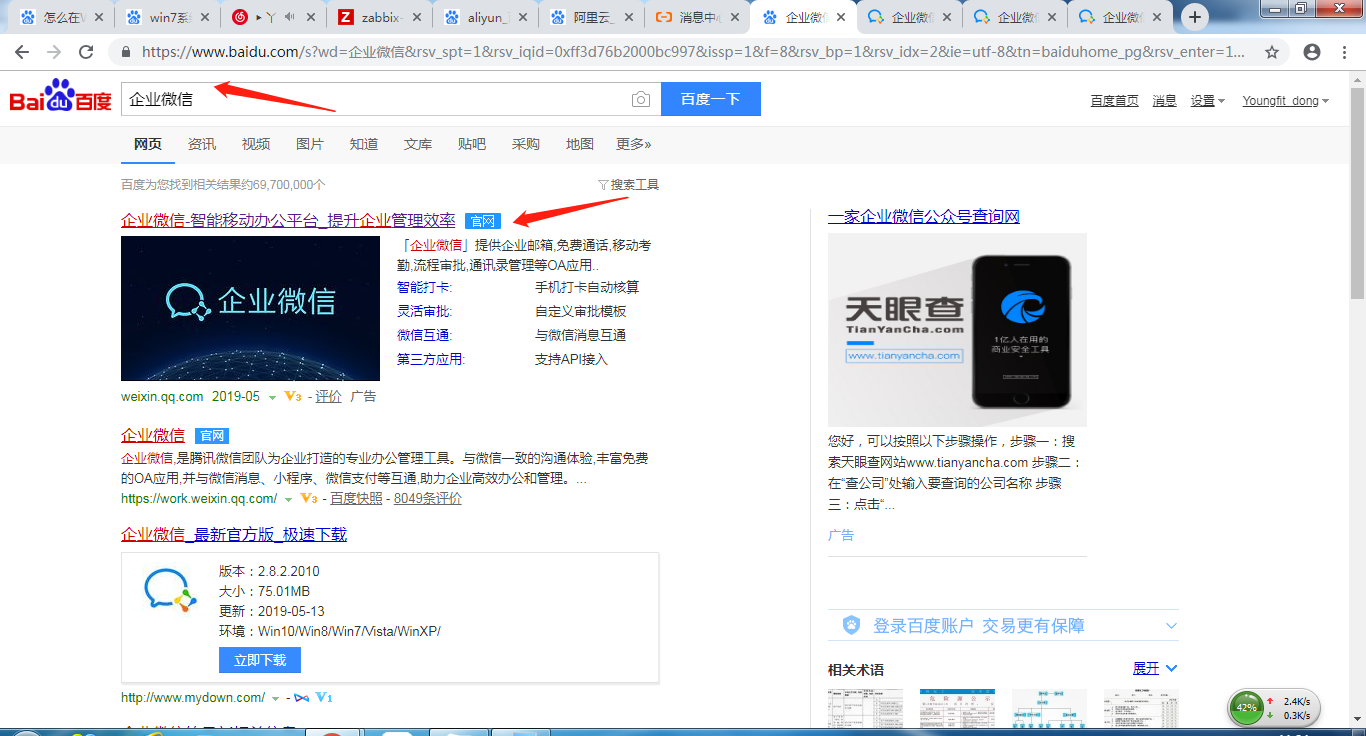 怎么在W
win7系统
▸ 丫
zabbix-
aliyun_
阿里云_
消息中心
企业微信
企业微信
企业微信
企业微信
https://www.baidu.com/s?wd=企业微信&rsv_spt=1&rsv_iqid=0xff3d76b2000bc997&issp=1&f=8&rsv_bp=1&rsv_idx=2&ie=utf-8&tn=baiduhome_pg&rsv_enter=1...
Bai du 百度
企业微信
百度一下
百度首页 消息 设置 Youngfit_dong
网页 资讯 视频 图片 知道 文库 贴吧 采购 地图 更多»
百度为您找到相关结果约69,700,000个
搜索工具
企业微信-智能移动办公平台_提升企业管理效率 官网
企业微信
「企业微信」提供企业邮箱,免费通话,移动考
勤,流程审批,通讯录管理等OA应用..
智能打卡: 手机打卡自动核算
灵活审批: 自定义审批模板
微信互通: 与微信消息互通
第三方应用: 支持API接入
weixin.qq.com 2019-05 V3 - 评价 广告
企业微信 官网
企业微信,是腾讯微信团队为企业打造的专业办公管理工具。与微信一致的沟通体验,丰富免费
的OA应用,并与微信消息、小程序、微信支付等互通,助力企业高效办公和管理。...
https://work.weixin.qq.com/ V3 - 百度快照 - 8049条评价
企业微信_最新官方版_极速下载
版本：2.8.2.2010
大小：75.01MB
更新：2019-05-13
环境：Win10/Win8/Win7/Vista/WinXP/
立即下载
http://www.mydown.com/ - V1
一家企业微信公众号查询网
天眼查
TianYanCha.com
www.tianyancha.com
1亿人在用的
商业安全工具
您好，可以按照以下步骤操作，步骤一：搜
索天眼查网站www.tianyancha.com 步骤二：
在“查公司”处输入要查询的公司名称 步骤
三：点击“...
广告
登录百度账户 交易更有保障
相关术语 展开
42%
2.4K/s
0.3K/s